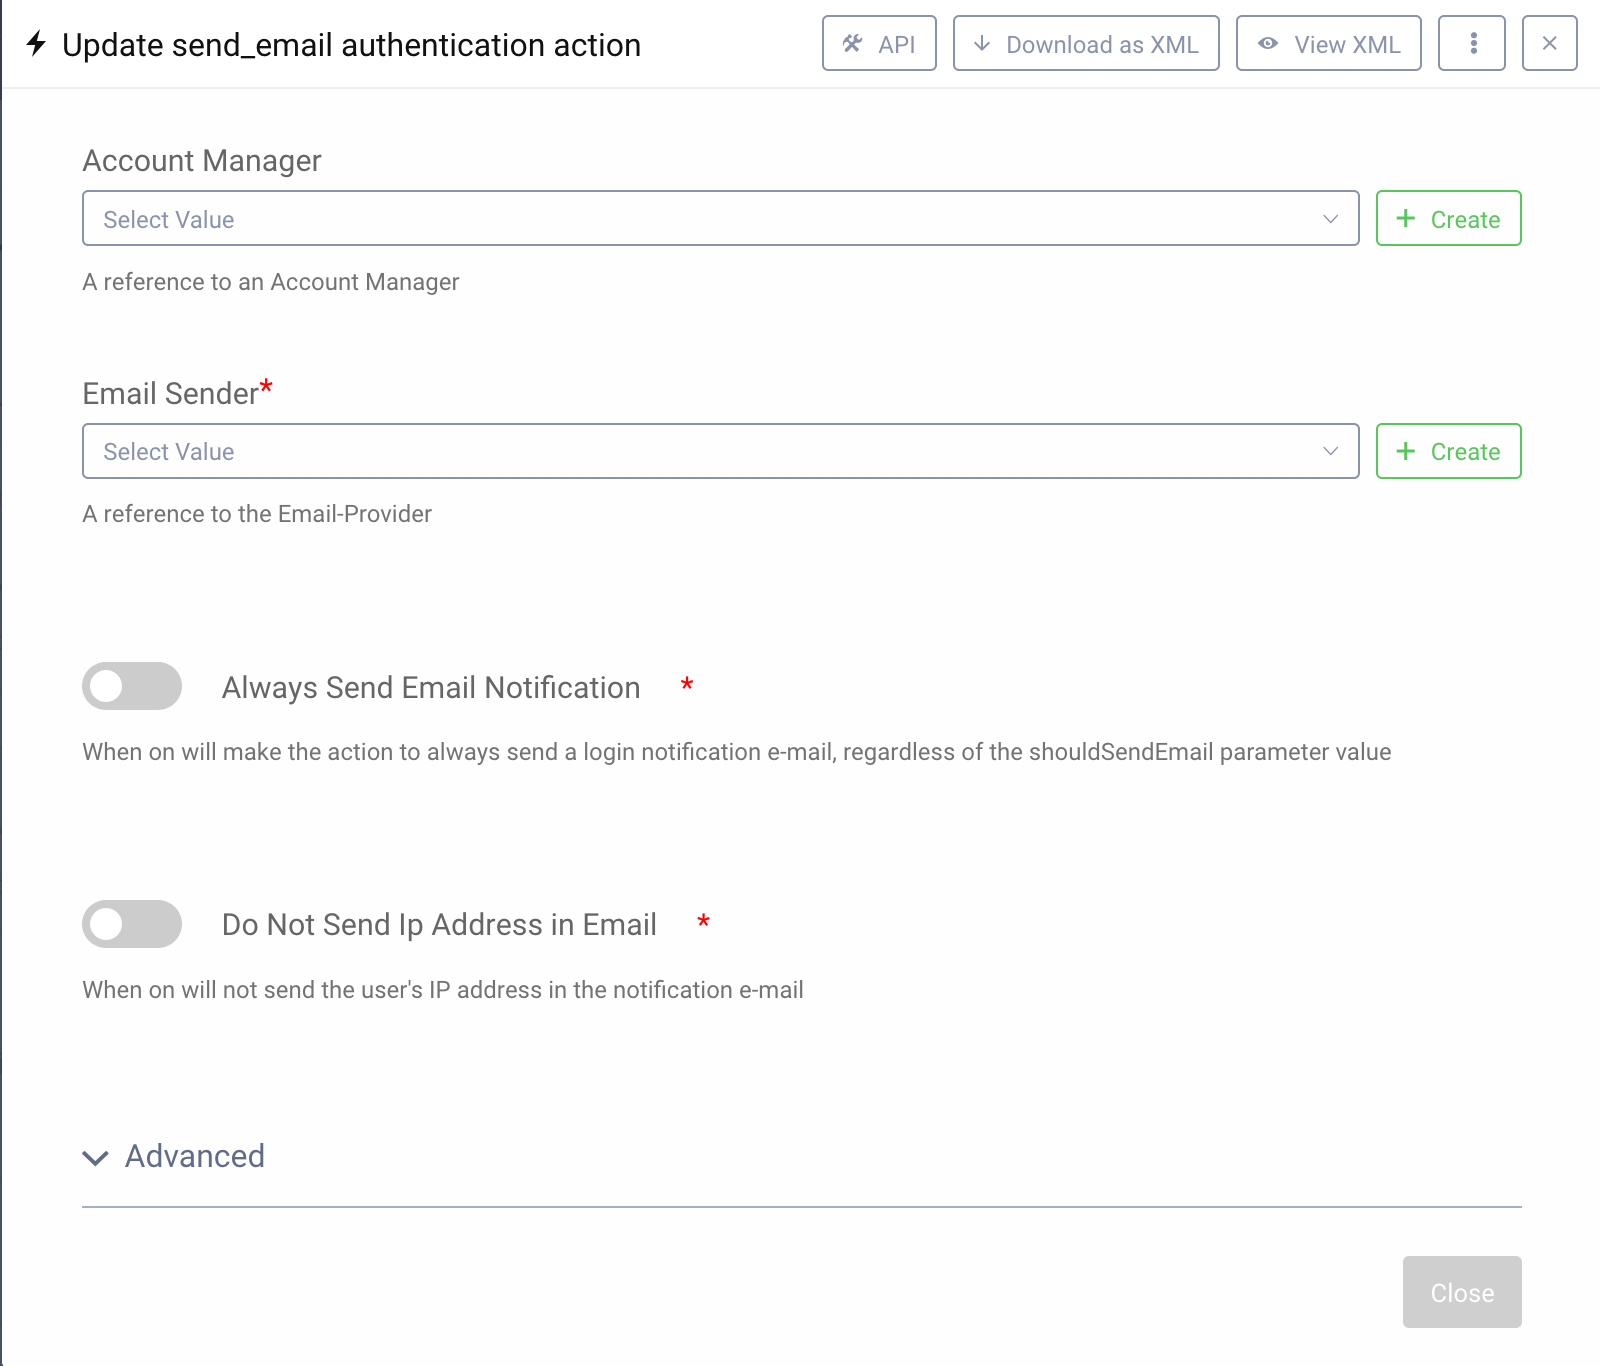 Update send_email authentication action
API
Download as XML
View XML
Account Manager
Select Value
Create
A reference to an Account Manager
Email Sender*
Select Value
Create
A reference to the Email-Provider
Always Send Email Notification *
When on will make the action to always send a login notification e-mail, regardless of the shouldSendEmail parameter value
Do Not Send Ip Address in Email *
When on will not send the user's IP address in the notification e-mail
Advanced
Close